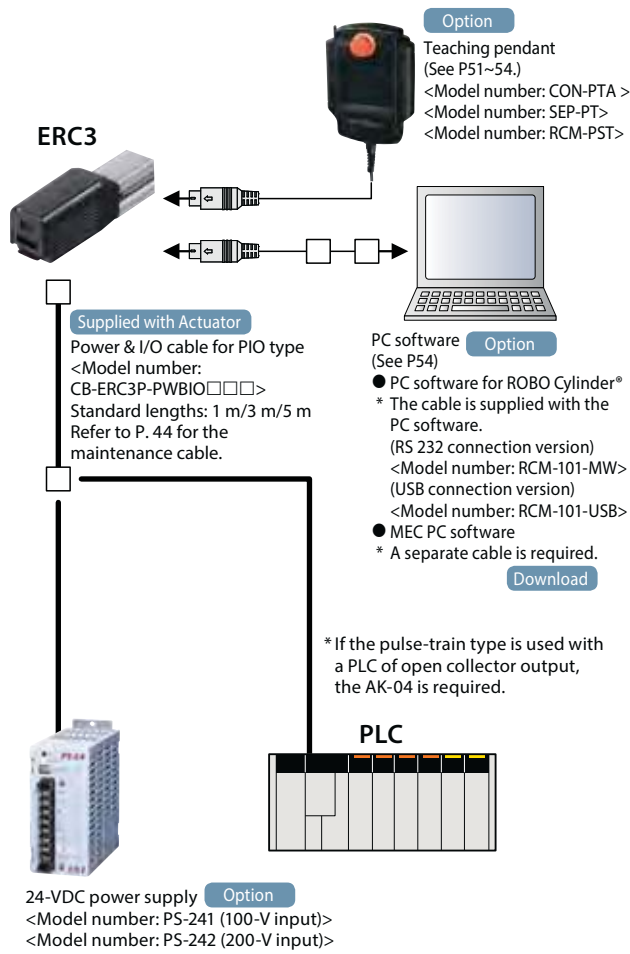 Option
Teaching pendant
(See P51~54.)
<Model number: CON-PTA >
<Model number: SEP-PT>
<Model number: RCM-PST>
ERC3
Supplied with Actuator
Power & I/O cable for PIO type
<Model number:
CB-ERC3P-PWBIO□□□>
Standard lengths: 1 m/3 m/5 m
Refer to P. 44 for the
maintenance cable.
PC software Option
(See P54)
● PC software for ROBO Cylinder®
* The cable is supplied with the
PC software.
(RS 232 connection version)
<Model number: RCM-101-MW>
(USB connection version)
<Model number: RCM-101-USB>
● MEC PC software
* A separate cable is required.
Download
* If the pulse-train type is used with
a PLC of open collector output,
the AK-04 is required.
PLC
24-VDC power supply Option
<Model number: PS-241 (100-V input)>
<Model number: PS-242 (200-V input)>